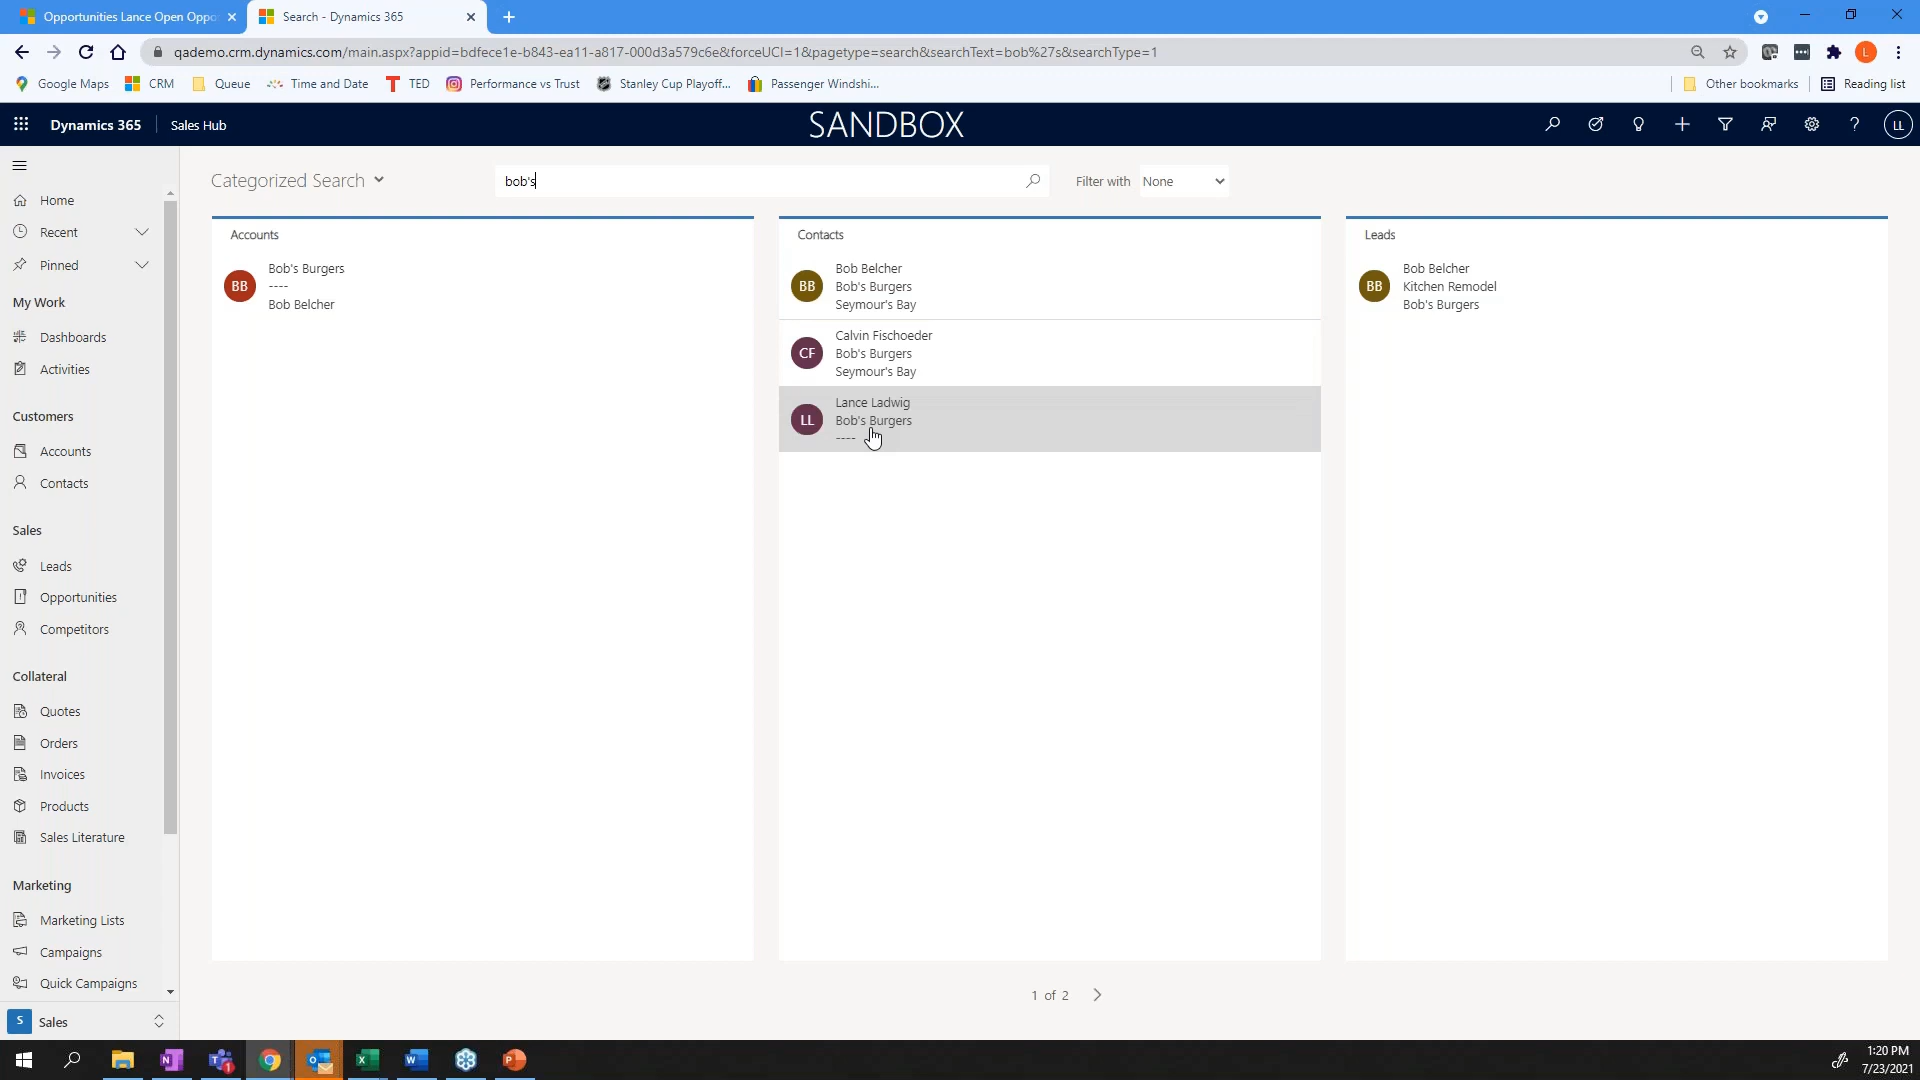 Opportunities Lance Open Oppo
Search - Dynamics 365
qademo.crm.dynamics.com/main.aspx?appid=bdfece1e-b843-ea11-a817-000d3a579c6e&forceUCI=1&pagetype=search&searchText=bob%27s&searchType=1
L
Google Maps
CRM
Queue
Time and Date
TED
Performance vs Trust
Stanley Cup Playoff...
Passenger Windshi...
Other bookmarks
Reading list
Dynamics 365
Sales Hub
SANDBOX
LL
Categorized Search
bob's
Filter with
None
Home
Recent
Pinned
My Work
Dashboards
Activities
Customers
Accounts
Contacts
Sales
Leads
Opportunities
Competitors
Collateral
Quotes
Orders
Invoices
Products
Sales Literature
Marketing
Marketing Lists
Campaigns
Quick Campaigns
S
Sales
Accounts
BB
Bob's Burgers
----
Bob Belcher
Contacts
BB
Bob Belcher
Bob's Burgers
Seymour's Bay
CF
Calvin Fischoeder
Bob's Burgers
Seymour's Bay
LL
Lance Ladwig
Bob's Burgers
----
Leads
BB
Bob Belcher
Kitchen Remodel
Bob's Burgers
1 of 2
1:20 PM
7/23/2021